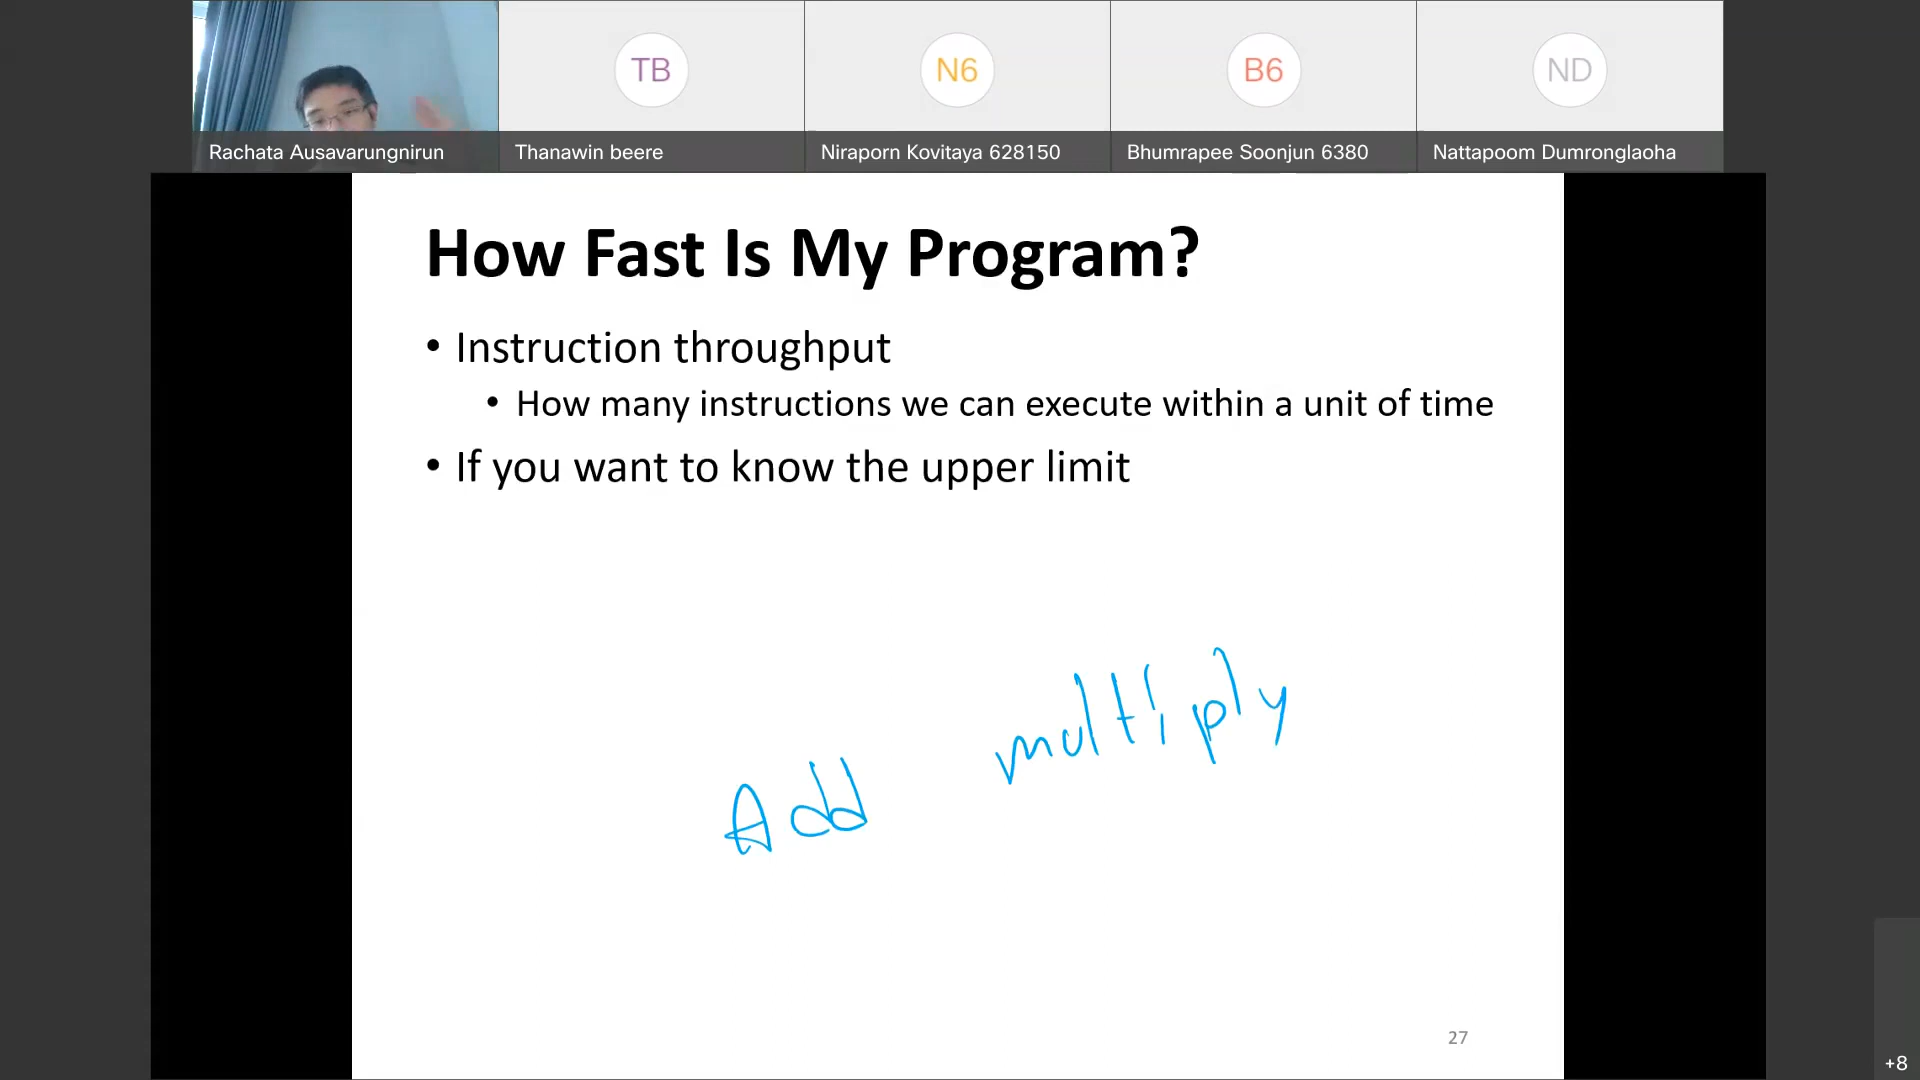 TB
N6
B6
ND
Rachata Ausavarungnirun
Thanawin beere
Niraporn Kovitaya 628150
Bhumrapee Soonjun 6380
Nattapoom Dumronglaoha
How Fast Is My Program?
• Instruction throughput
• How many instructions we can execute within a unit of time
• If you want to know the upper limit
multiply
Add
27
+8